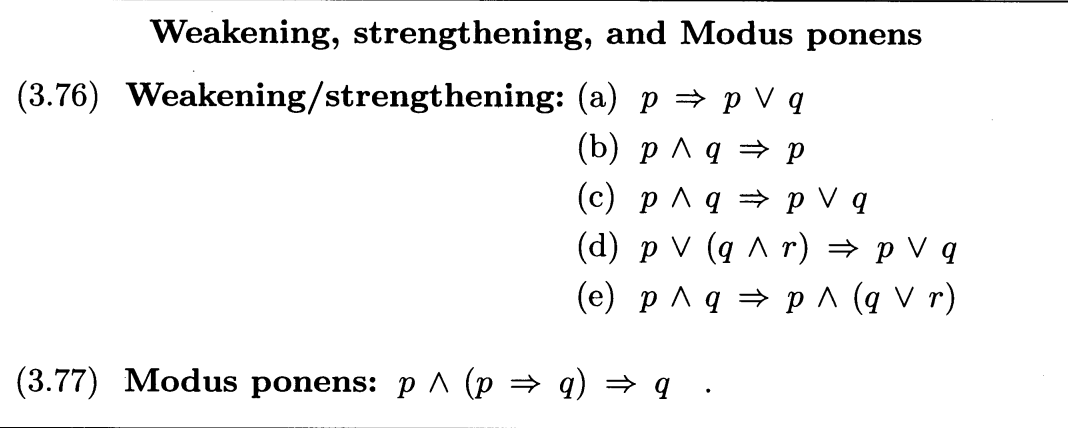 Weakening, strengthening, and Modus ponens
(3.76) Weakening/strengthening: (a) p ⇒ p ∨ q
(b) p ∧ q ⇒ p
(c) p ∧ q ⇒ p ∨ q
(d) p ∨ (q ∧ r) ⇒ p ∨ q
(e) p ∧ q ⇒ p ∧ (q ∨ r)
(3.77) Modus ponens: p ∧ (p ⇒ q) ⇒ q .